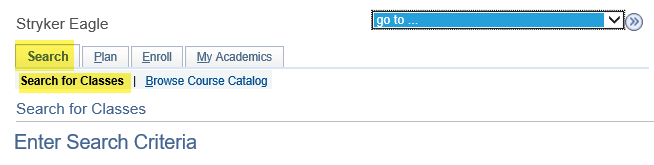 Stryker Eagle
go to ...
Search Plan Enroll My Academics
Search for Classes | Browse Course Catalog
Search for Classes
Enter Search Criteria